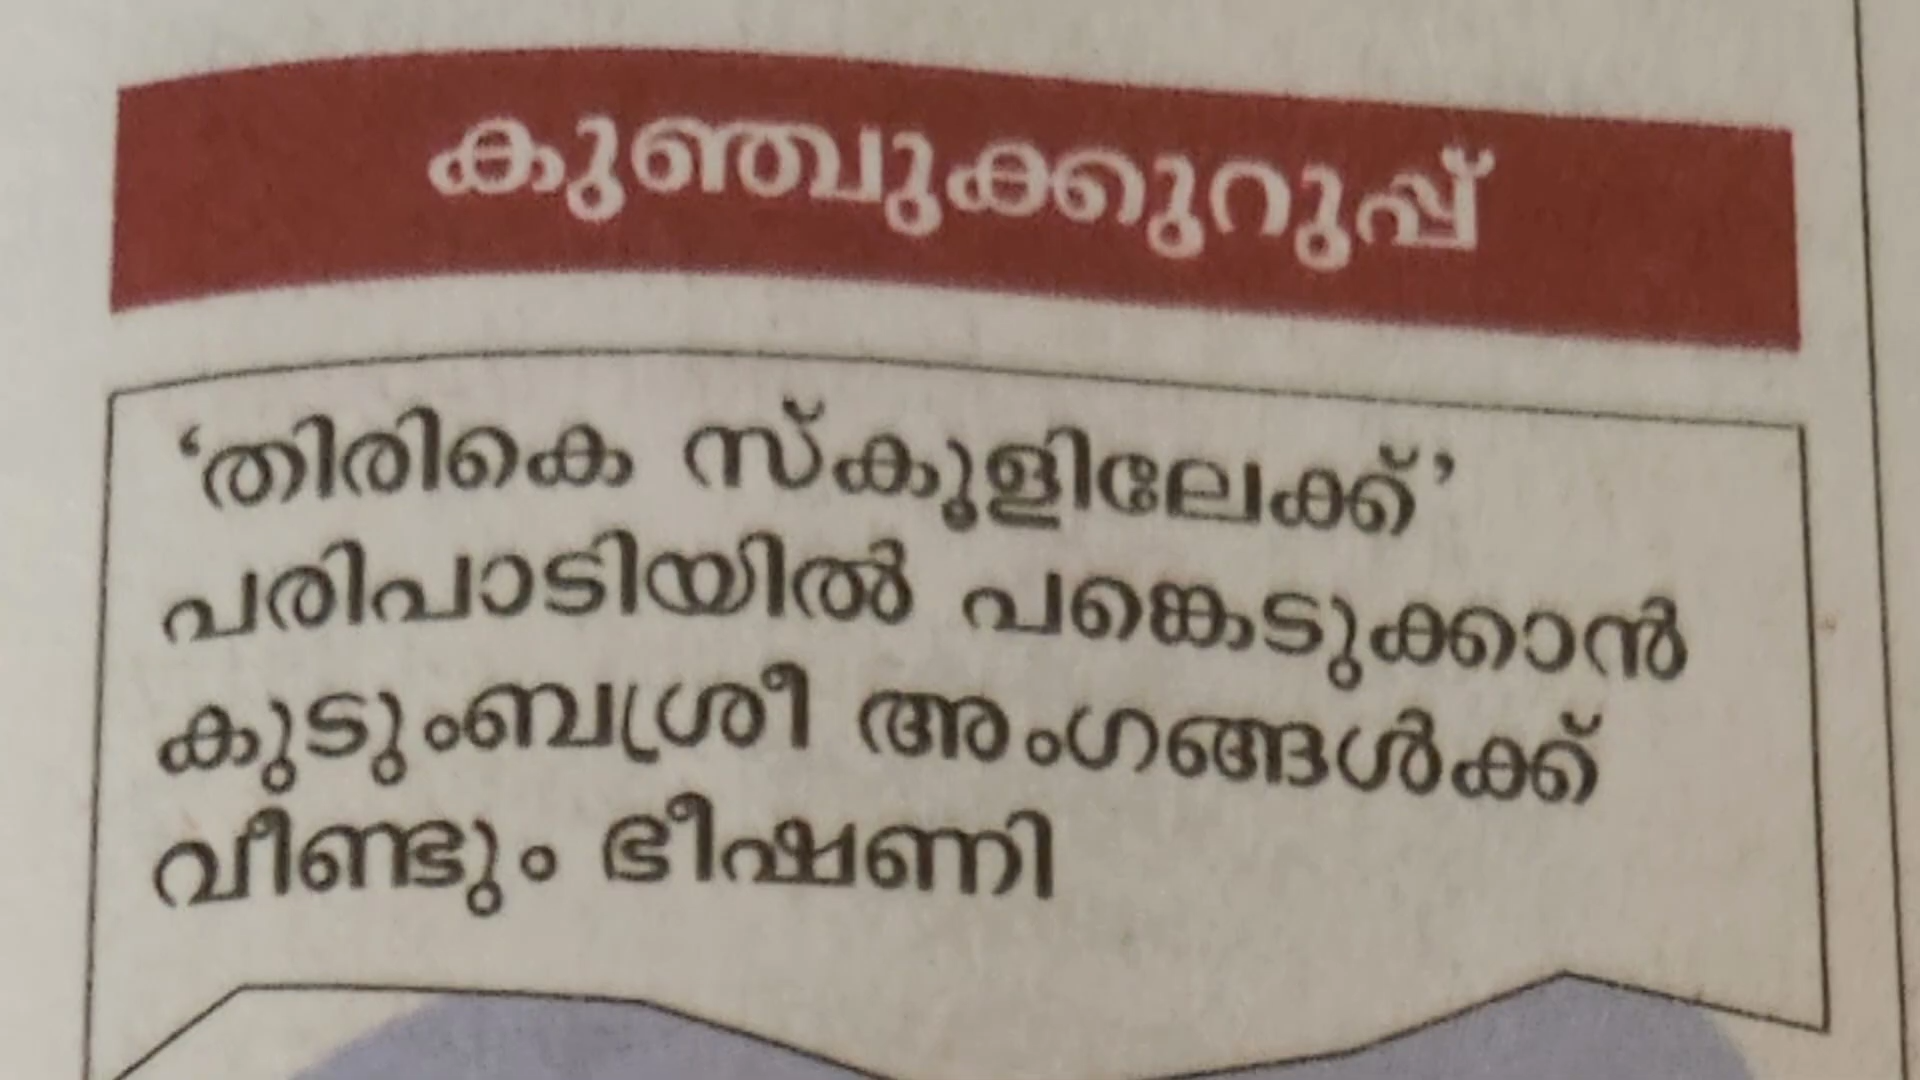 കുഞ്ചുക്കുറുപ്പ്
‘തിരികെ സ്കുളിലേക്ക്’
പരിപാടിയിൽ പങ്കെടുക്കാൻ
കുടുംബശ്രീ അംഗങ്ങൾക്ക്
വീണ്ടും ഭീഷണി